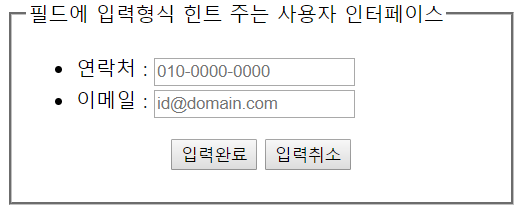 필드에 입력형식 힌트 주는 사용자 인터페이스
• 연락처 : 010-0000-0000
• 이메일 : id@domain.com
입력완료 입력취소